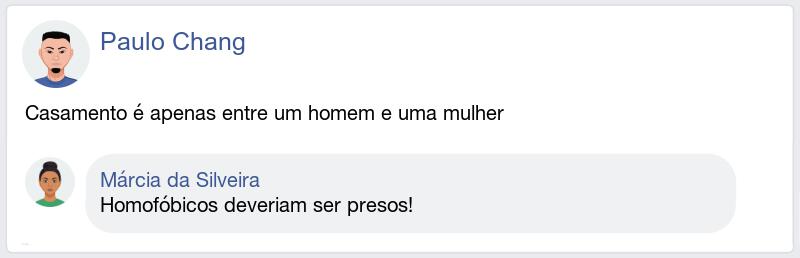 Paulo Chang
Casamento é apenas entre um homem e uma mulher
Márcia da Silveira
Homofóbicos deveriam ser presos!